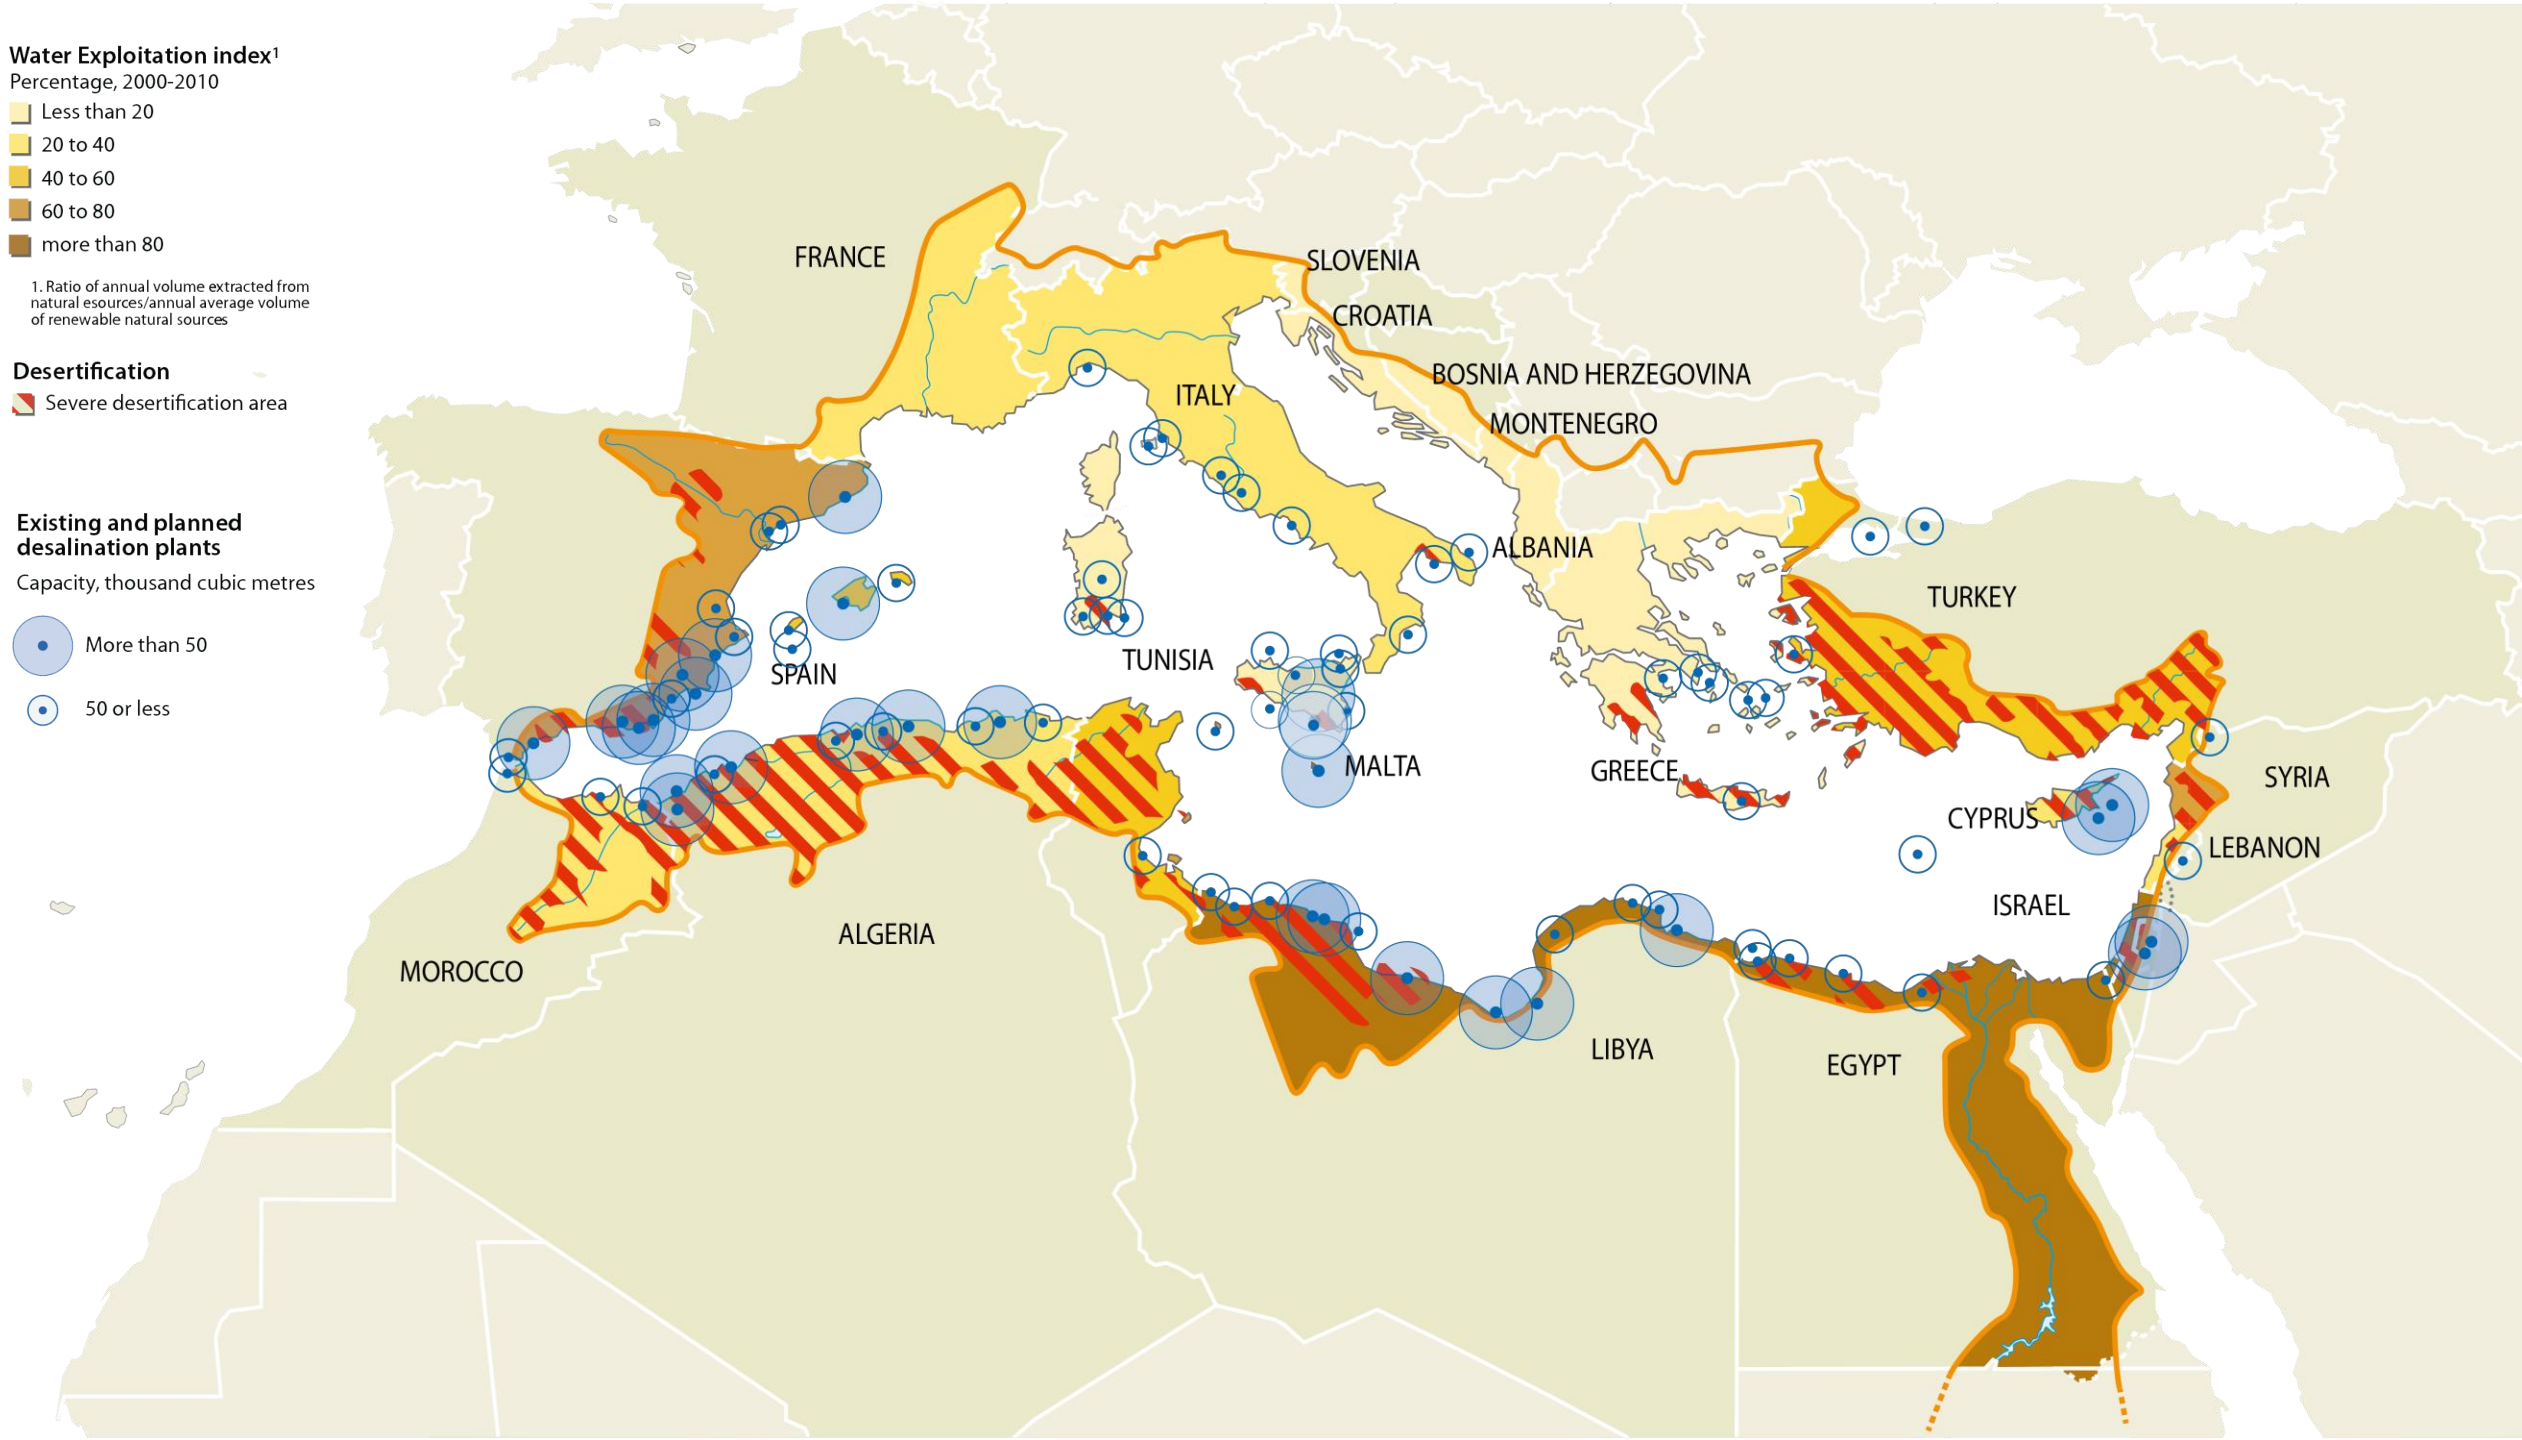 Water Exploitation index¹
Percentage, 2000-2010
Less than 20
20 to 40
40 to 60
60 to 80
more than 80
1. Ratio of annual volume extracted from
natural esources/annual average volume
of renewable natural sources
Desertification
Severe desertification area
Existing and planned
desalination plants
Capacity, thousand cubic metres
More than 50
50 or less
FRANCE
SLOVENIA
CROATIA
BOSNIA AND HERZEGOVINA
ITALY
MONTENEGRO
ALBANIA
TURKEY
TUNISIA
SPAIN
MALTA
GREECE
SYRIA
CYPRUS
LEBANON
ISRAEL
ALGERIA
MOROCCO
LIBYA
EGYPT